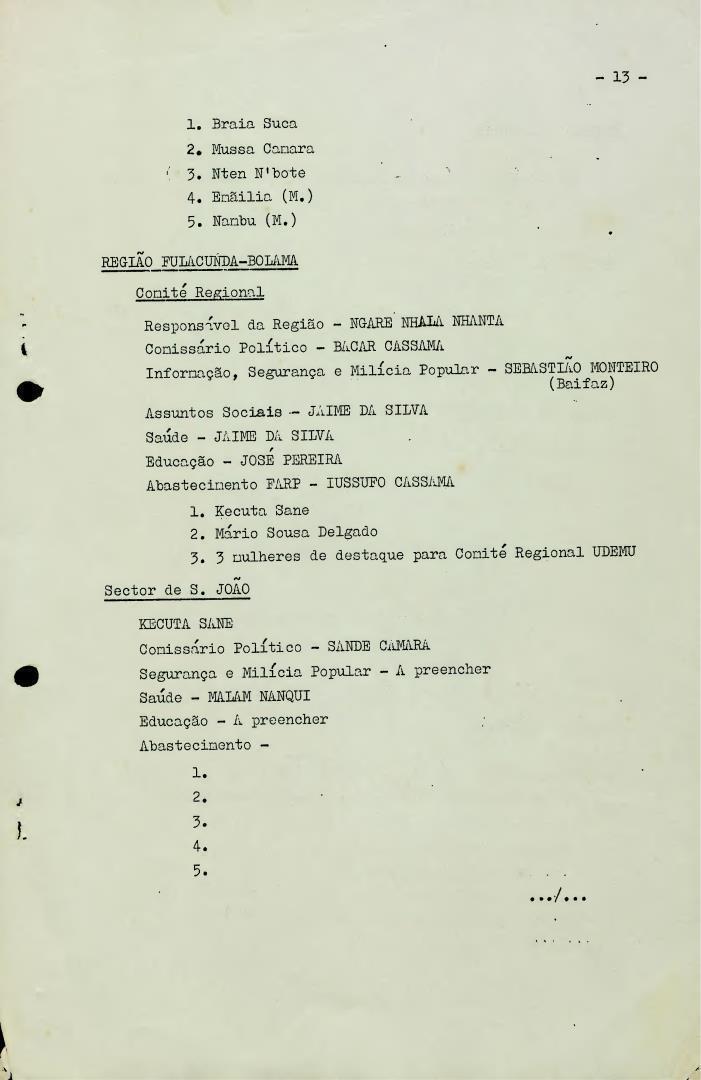 - 13 -
1. Braia Suca
2. Mussa Camara
3. Nten N'bote
4. Emãilia (M.)
5. Nambu (M.)
REGIÃO FULACUNDA-BOLAMA
Comité Regional
Responsável da Região - NGARE NHALA NHANTA
Comissário Político - BACAR CASSAMA
Informação, Segurança e Milícia Popular - SEBASTIÃO MONTEIRO
(Baifaz)
Assuntos Sociais - JAIME DA SILVA
Saúde - JAIME DA SILVA
Educação - JOSÉ PEREIRA
Abastecimento FARP - IUSSUFO CASSAMA
1. Kecuta Sane
2. Mário Sousa Delgado
3. 3 mulheres de destaque para Comité Regional UDEMU
Sector de S. JOÃO
KECUTA SANE
Comissário Político - SANDE CAMARA
Segurança e Milícia Popular - A preencher
Saúde - MALAM NANQUI
Educação - A preencher
Abastecimento -
1.
2.
3.
4.
5.
.../...